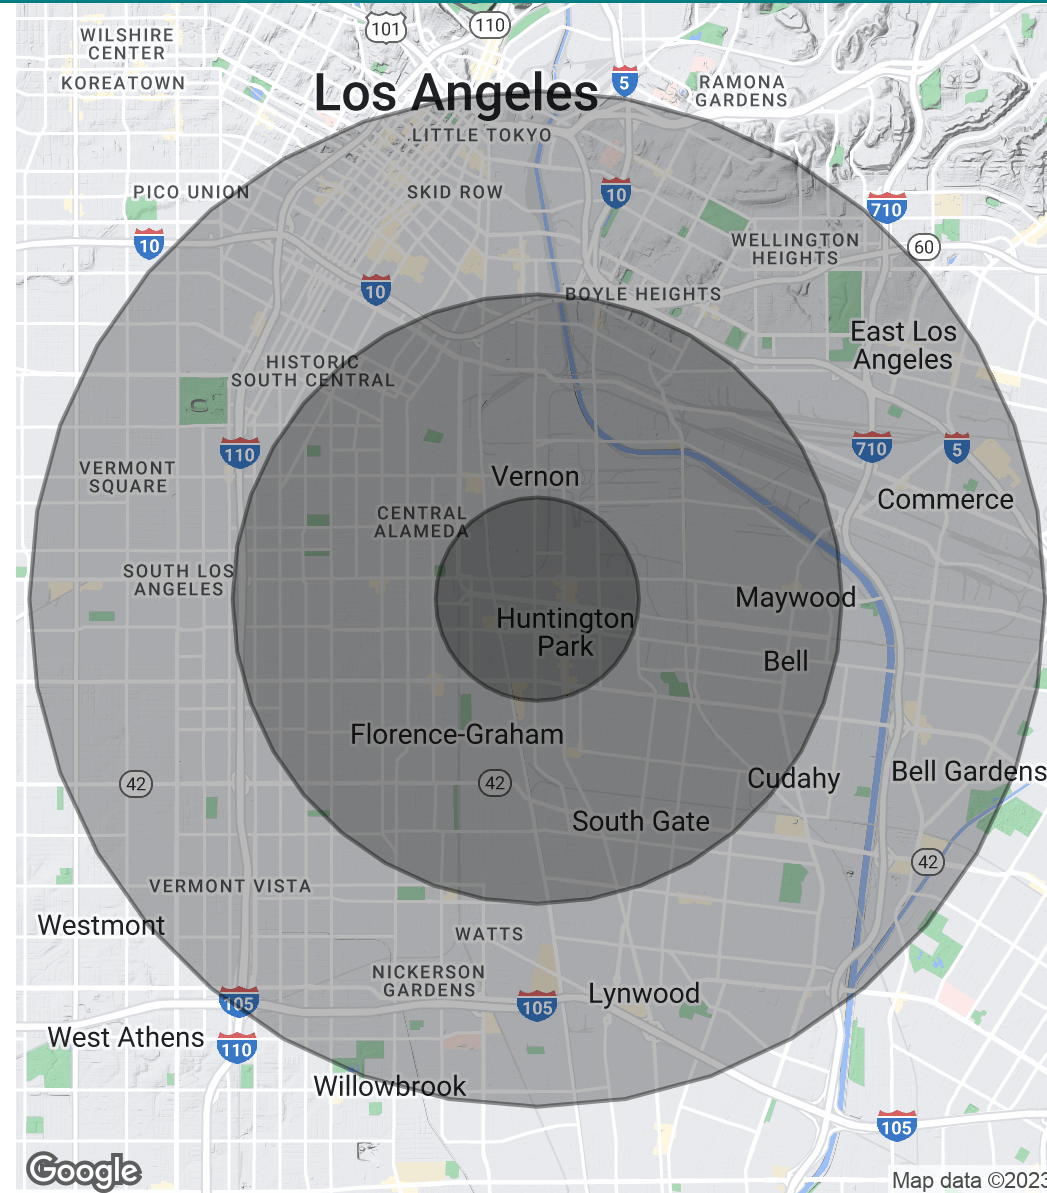 WILSHIRE
CENTER
KOREATOWN
101
110
5
RAMONA
GARDENS
Los Angeles
LITTLE TOKYO
PICO UNION
SKID ROW
10
710
10
WELLINGTON
HEIGHTS
60
10
BOYLE HEIGHTS
East Los
Angeles
HISTORIC
SOUTH CENTRAL
110
710
5
VERMONT
SQUARE
Vernon
Commerce
CENTRAL
ALAMEDA
SOUTH LOS
ANGELES
Maywood
Huntington
Park
Bell
Florence-Graham
42
42
Cudahy
Bell Gardens
South Gate
42
VERMONT VISTA
Westmont
WATTS
NICKERSON
GARDENS
Lynwood
105
105
West Athens
110
Willowbrook
105
Google
Map data ©2023